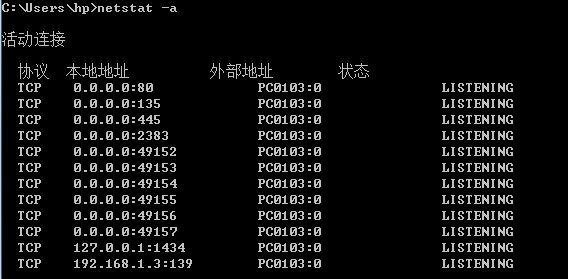 C:\Users\hp>netstat -a
活动连接
协议 本地地址 外部地址 状态
TCP 0.0.0.0:80 PC0103:0 LISTENING
TCP 0.0.0.0:135 PC0103:0 LISTENING
TCP 0.0.0.0:445 PC0103:0 LISTENING
TCP 0.0.0.0:2383 PC0103:0 LISTENING
TCP 0.0.0.0:49152 PC0103:0 LISTENING
TCP 0.0.0.0:49153 PC0103:0 LISTENING
TCP 0.0.0.0:49154 PC0103:0 LISTENING
TCP 0.0.0.0:49155 PC0103:0 LISTENING
TCP 0.0.0.0:49156 PC0103:0 LISTENING
TCP 0.0.0.0:49157 PC0103:0 LISTENING
TCP 127.0.0.1:1434 PC0103:0 LISTENING
TCP 192.168.1.3:139 PC0103:0 LISTENING